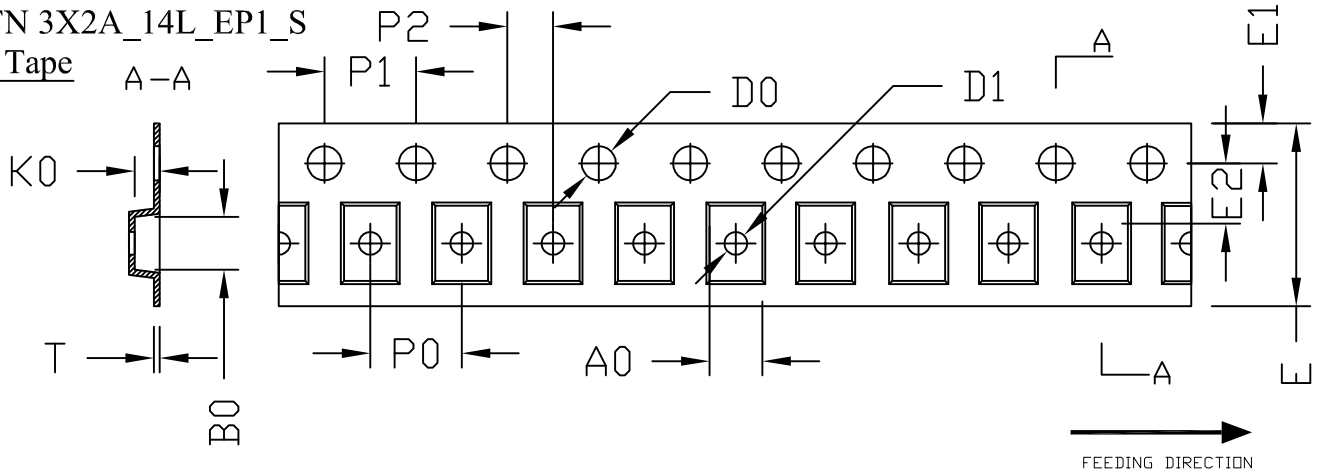 TN 3X2A_14L_EP1_S
Tape
A-A
P2
P1
D0
D1
A
E1
K0
E2
T
B0
P0
A0
A
E
FEEDING DIRECTION